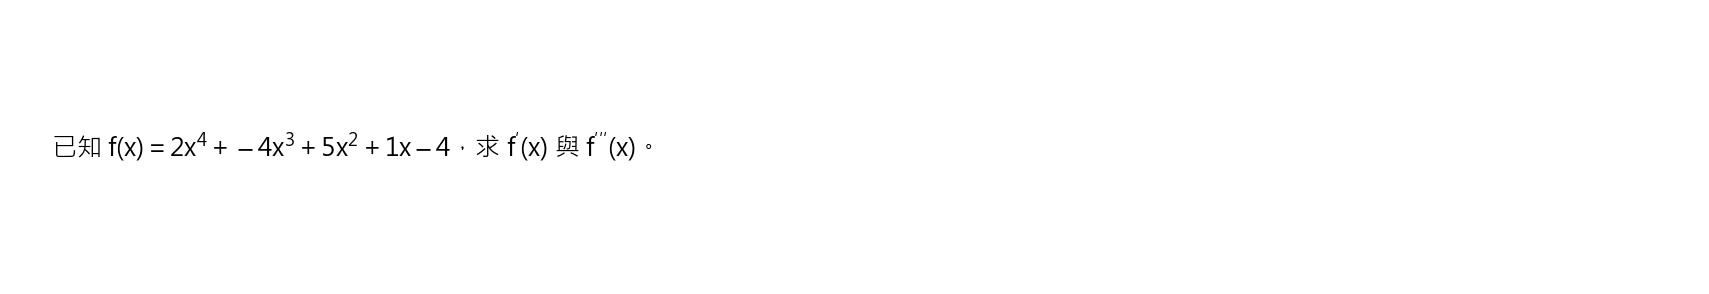 已知 f(x) = 2x⁴ + −4x³ + 5x² + 1x − 4，求 f′(x) 與 f′′′(x)。